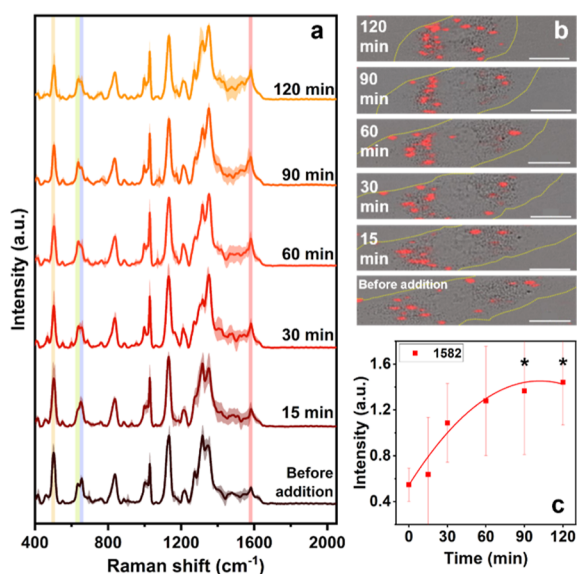 a
120 min
90 min
60 min
30 min
15 min
Before
addition
Intensity (a.u.)
400
800
1200
1600
2000
Raman shift (cm⁻¹)
b
120
min
90
min
60
min
30
min
15
min
Before addition
1582
* *
1.6
1.2
0.8
0.4
Intensity (a.u.)
c
0
30
60
90
120
Time (min)